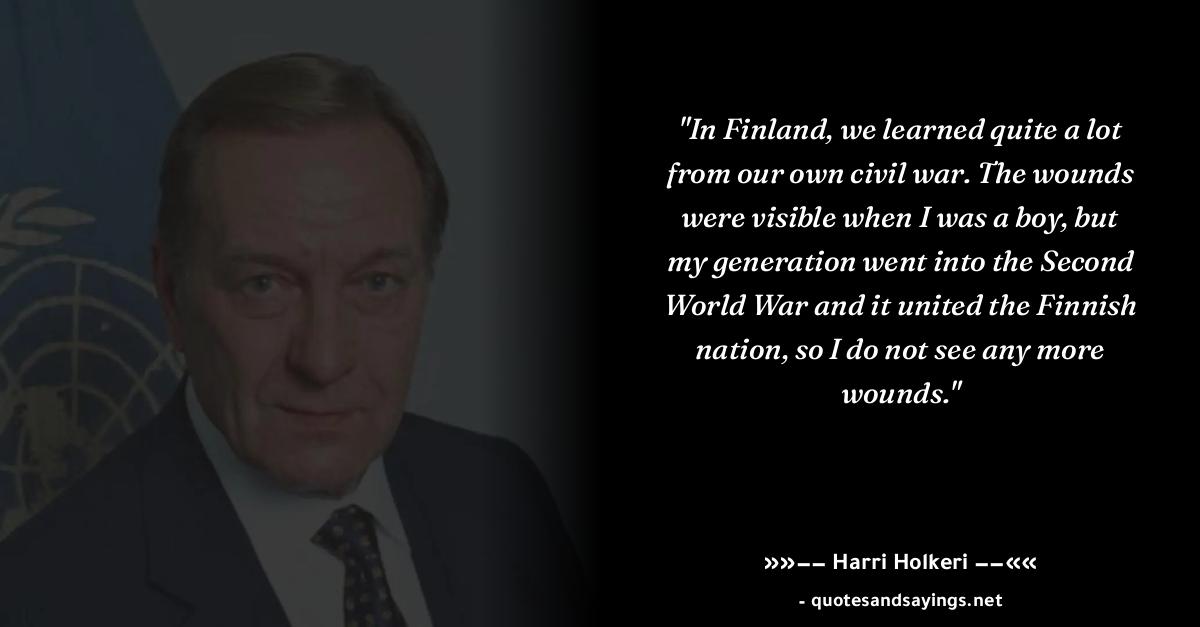 "In Finland, we learned quite a lot
from our own civil war. The wounds
were visible when I was a boy, but
my generation went into the Second
World War and it united the Finnish
nation, so I do not see any more
wounds."
»»−− Harri Holkeri −−««
- quotesandsayings.net